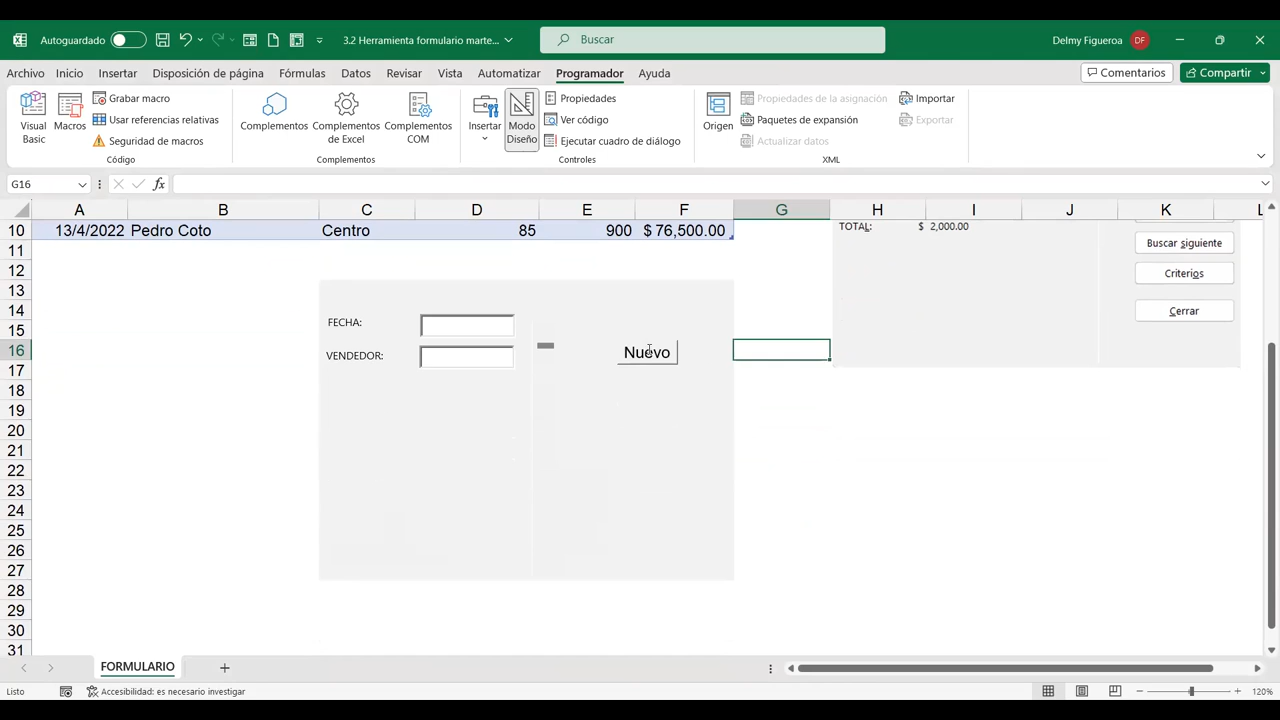 Autoguardado
3.2 Herramienta formulario marte...
Buscar
Delmy Figueroa
DF
Archivo Inicio Insertar Disposición de página Fórmulas Datos Revisar Vista Automatizar Programador Ayuda
Comentarios
Compartir
Visual Basic
Macros
Grabar macro
Usar referencias relativas
Seguridad de macros
Código
Complementos
Complementos de Excel
Complementos COM
Complementos
Insertar
Modo Diseño
Propiedades
Ver código
Ejecutar cuadro de diálogo
Controles
Origen
Propiedades de la asignación
Paquetes de expansión
Actualizar datos
Importar
Exportar
XML
G16
fx
A B C D E F G H I J K L
10 13/4/2022 Pedro Coto Centro 85 900 $ 76,500.00
TOTAL: $ 2,000.00
11
Buscar siguiente
12
Criterios
13
14
Cerrar
FECHA:
15
16
Nuevo
VENDEDOR:
17
18
19
20
21
22
23
24
25
26
27
28
29
30
31
FORMULARIO
Listo
Accesibilidad: es necesario investigar
120%